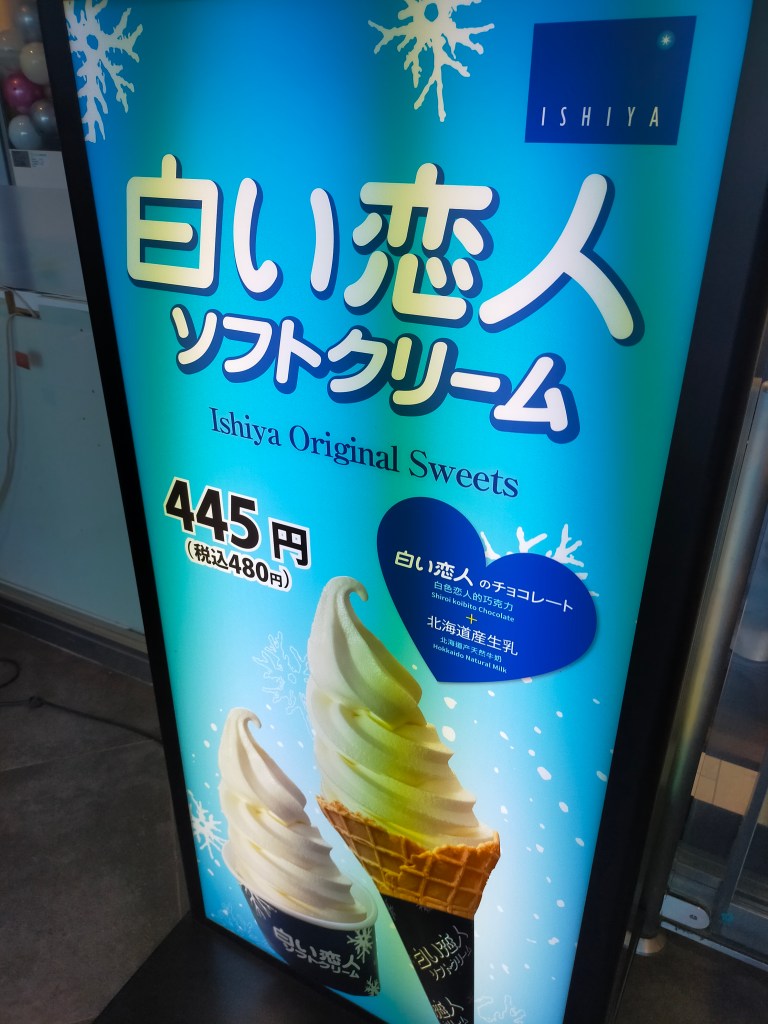 ISHIYA
白い恋人
ソフトクリーム
Ishiya Original Sweets
445円
(税込480円)
白い恋人のチョコレート
白色恋人的巧克力
Shiroi koibito Chocolate
+
北海道産生乳
北海道产天然牛奶
Hokkaido Natural Milk
白い恋人
ソフトクリーム
白い恋人
ソフトクリーム
白い恋人